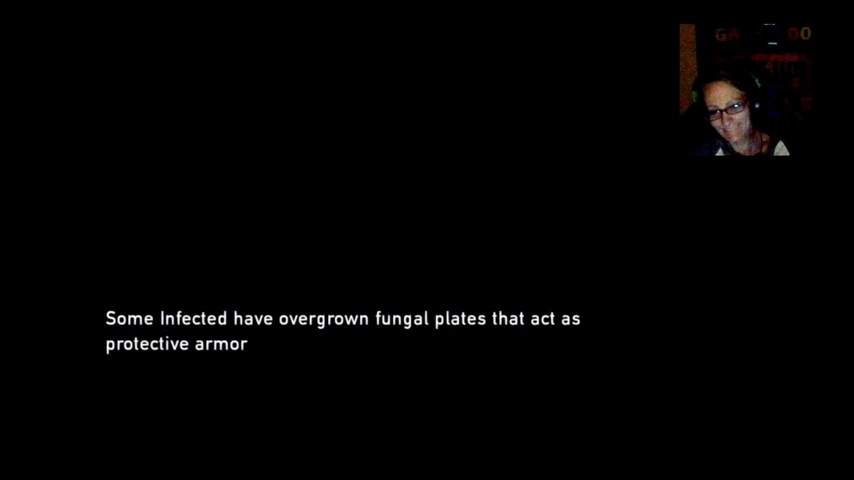 Some Infected have overgrown fungal plates that act as
protective armor